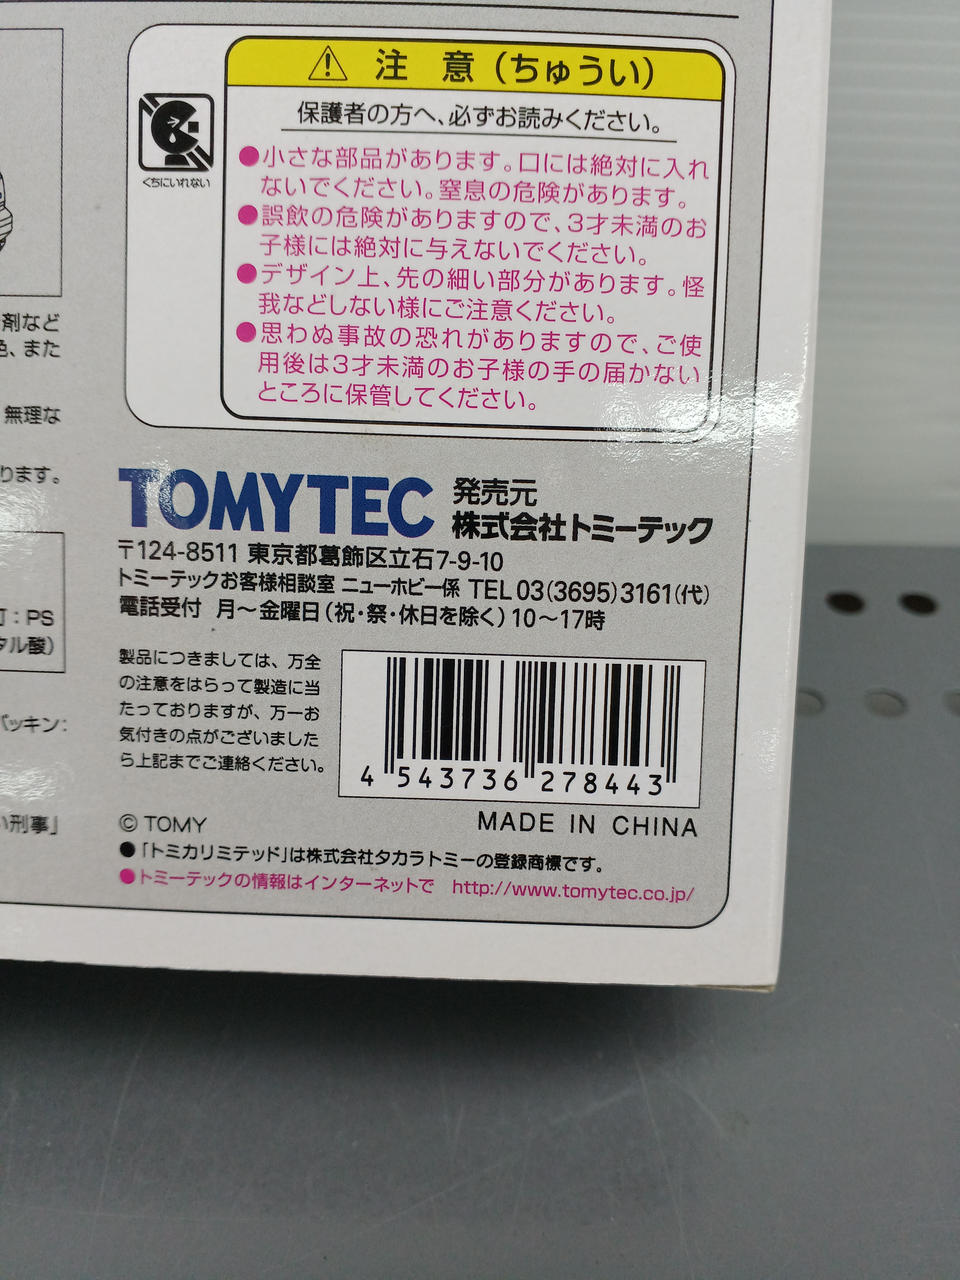 剤など
色、また
無理な
ります。
灯：PS
タル酸）
パッキン：
い刑事」
注 意（ちゅうい）
保護者の方へ、必ずお読みください。
くちにいれない
●小さな部品があります。口には絶対に入れ
ないでください。窒息の危険があります。
●誤飲の危険がありますので、3才未満のお
子様には絶対に与えないでください。
●デザイン上、先の細い部分があります。怪
我などしない様にご注意ください。
●思わぬ事故の恐れがありますので、ご使
用後は3才未満のお子様の手の届かない
ところに保管してください。
TOMYTEC 発売元
株式会社トミーテック
〒124-8511 東京都葛飾区立石7-9-10
トミーテックお客様相談室 ニューホビー係 TEL 03(3695)3161(代)
電話受付 月～金曜日（祝・祭・休日を除く）10～17時
製品につきましては、万全
の注意をはらって製造に当
たっておりますが、万一お
気付きの点がございました
ら上記までご連絡ください。
4 543736 278443
© TOMY
MADE IN CHINA
●「トミカリミテッド」は株式会社タカラトミーの登録商標です。
●トミーテックの情報はインターネットで http://www.tomytec.co.jp/